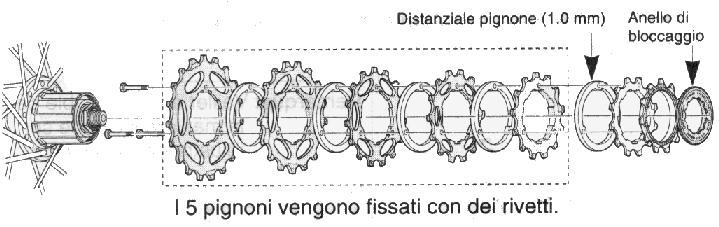 Distanziale pignone (1.0 mm)
Anello di
bloccaggio
I 5 pignoni vengono fissati con dei rivetti.